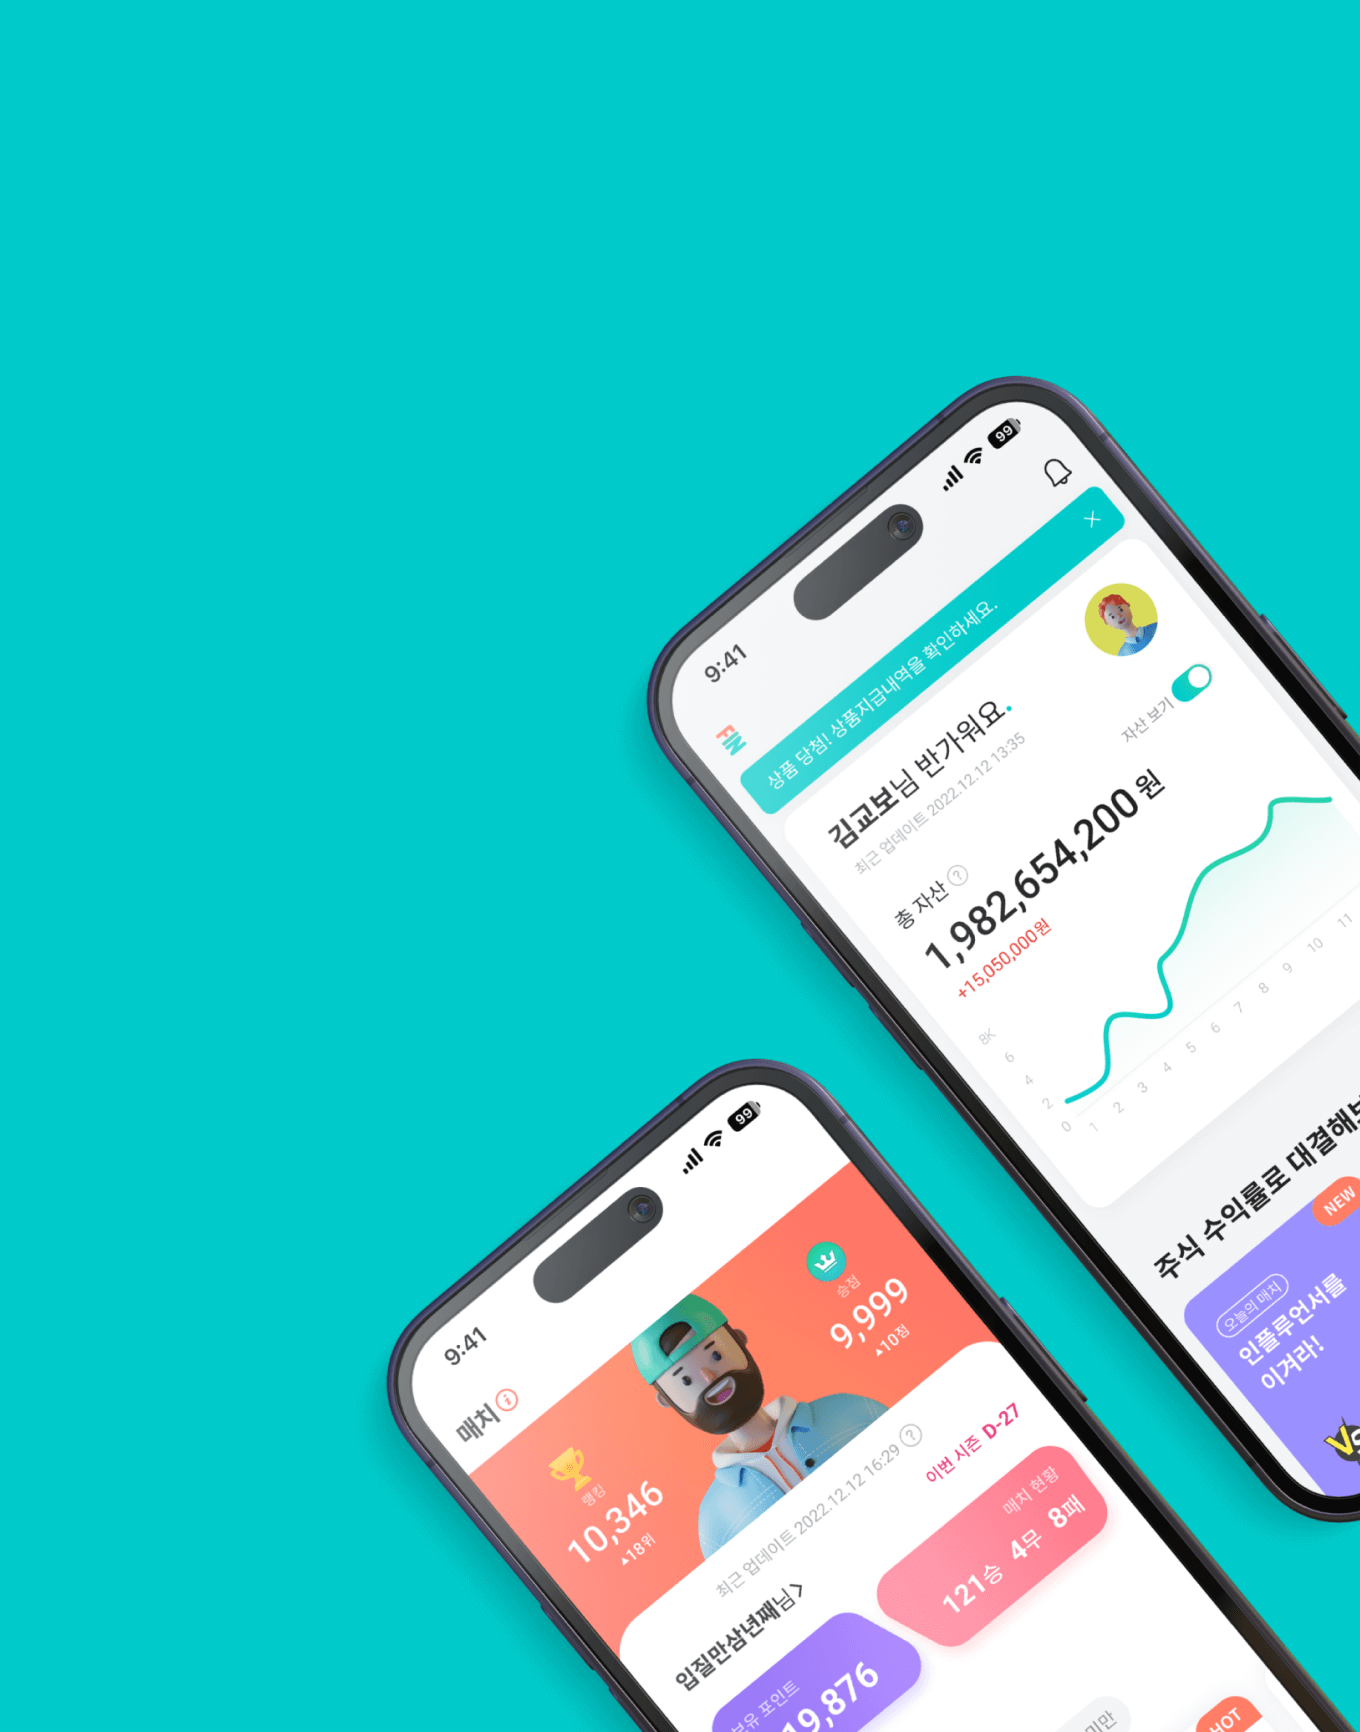 9:41
99
FIN
상품 당첨! 상품지급내역을 확인하세요.
김교보님 반가워요.
최근 업데이트 2022.12.12 13:35
자산 보기
총 자산 ?
1,982,654,200 원
+15,050,000원
8K
6
4
2
0 1 2 3 4 5 6 7 8 9 10 11
주식 수익률로 대결해보
NEW
오늘의 매치
인플루언서를
이겨라!
VS
9:41
99
매치 i
랭킹
10,346
▲18위
승점
9,999
▲10점
최근 업데이트 2022.12.12 16:29 ?
입질만삼년째님 >
이번 시즌 D-27
매치 현황
121승 4무 8패
보유 포인트
19,876
미만
HOT